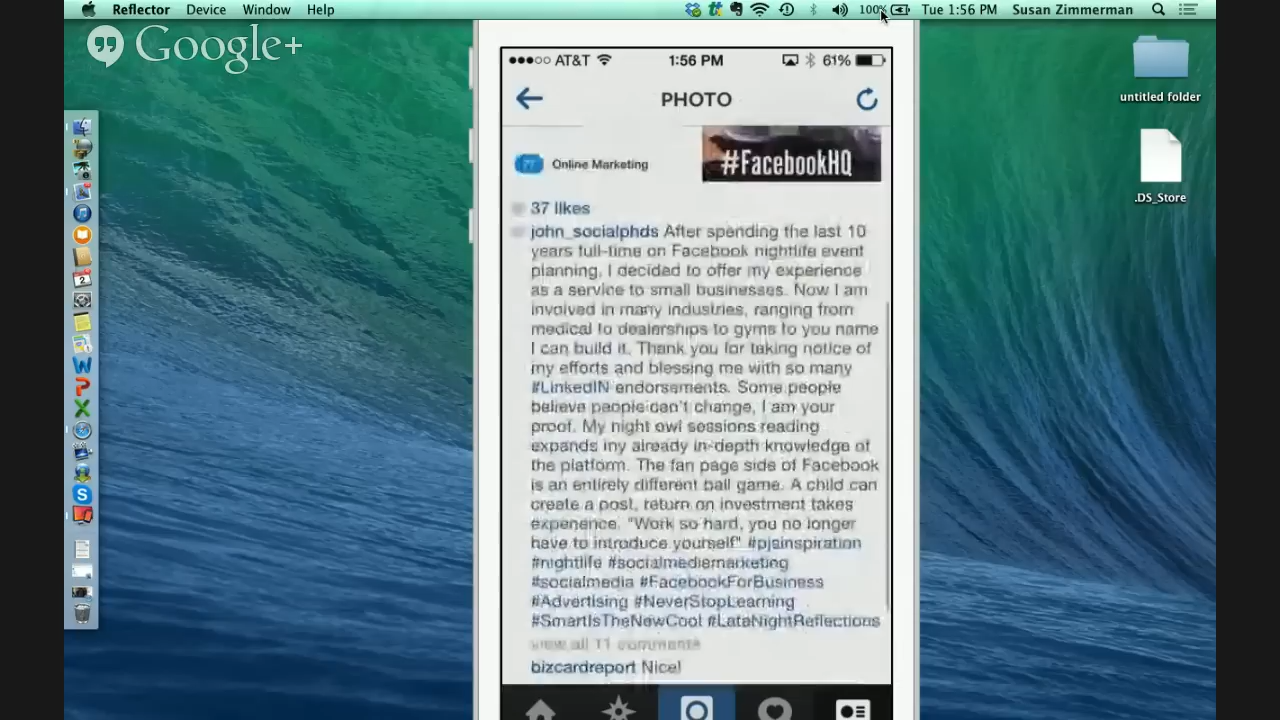 Reflector Device Window Help
100% Tue 1:56 PM Susan Zimmerman
Google+
untitled folder
.DS_Store
AT&T 1:56 PM 61%
PHOTO
Online Marketing
#FacebookHQ
37 likes
john_socialphds After spending the last 10
years full-time on Facebook nightlife event
planning, I decided to offer my experience
as a service to small businesses. Now I am
involved in many industries, ranging from
medical to dealerships to gyms to you name
I can build it. Thank you for taking notice of
my efforts and blessing me with so many
#LinkedIN endorsements. Some people
believe people can't change, I am your
proof. My night owl sessions reading
expands my already in-depth knowledge of
the platform. The fan page side of Facebook
is an entirely different ball game. A child can
create a post, return on investment takes
experience. "Work so hard, you no longer
have to introduce yourself" #pjsinspiration
#nightlife #socialmediamarketing
#socialmedia #FacebookForBusiness
#Advertising #NeverStopLearning
#SmartIsTheNewCool #LateNightReflections
view all 11 comments
bizcardreport Nice!